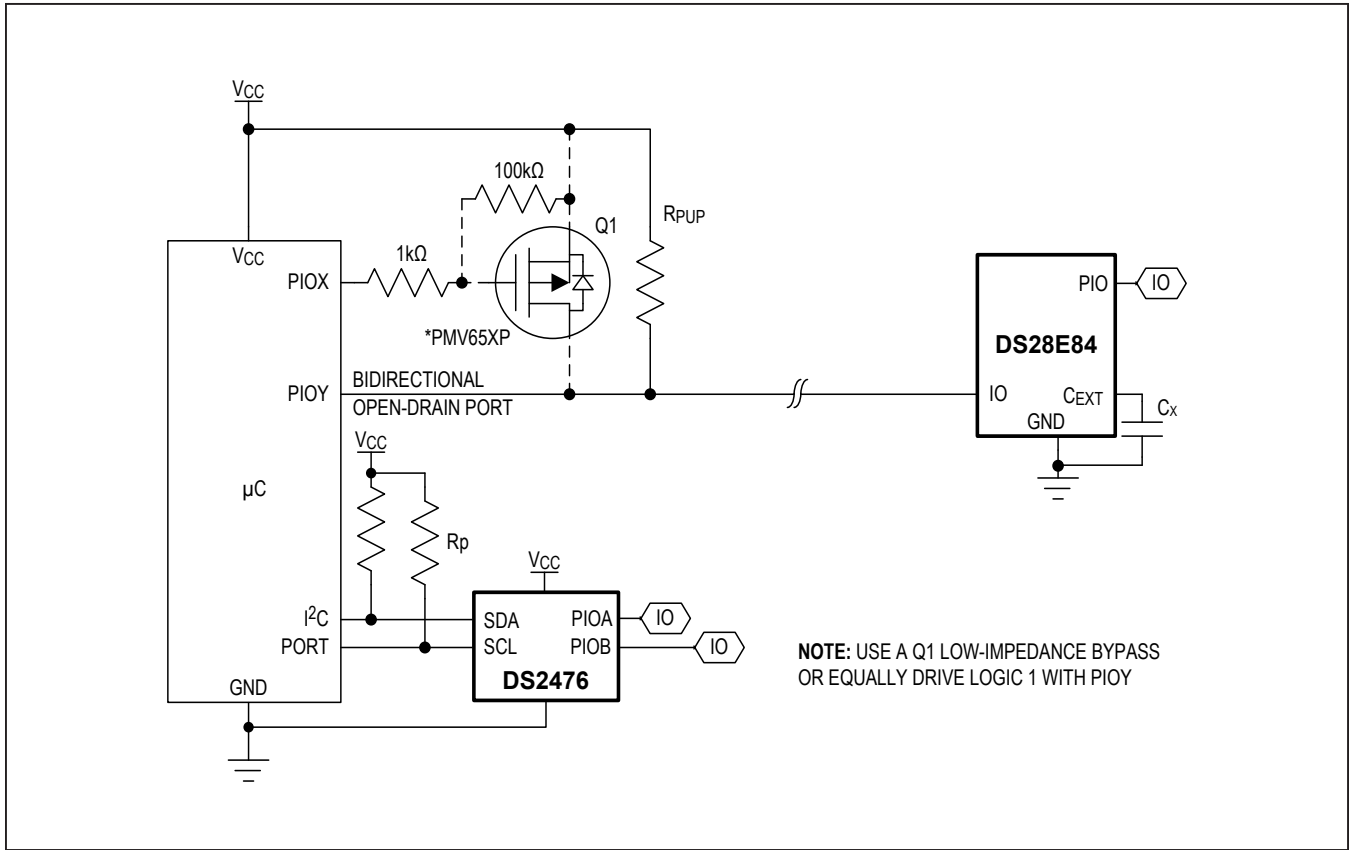 VCC
100kΩ
Q1
RPUP
VCC
1kΩ
PIOX
PIO
IO
*PMV65XP
DS28E84
PIOY
BIDIRECTIONAL
OPEN-DRAIN PORT
IO
CEXT
CX
GND
VCC
µC
Rp
VCC
I2C
SDA
PIOA
IO
PORT
SCL
PIOB
IO
DS2476
GND
NOTE: USE A Q1 LOW-IMPEDANCE BYPASS
OR EQUALLY DRIVE LOGIC 1 WITH PIOY